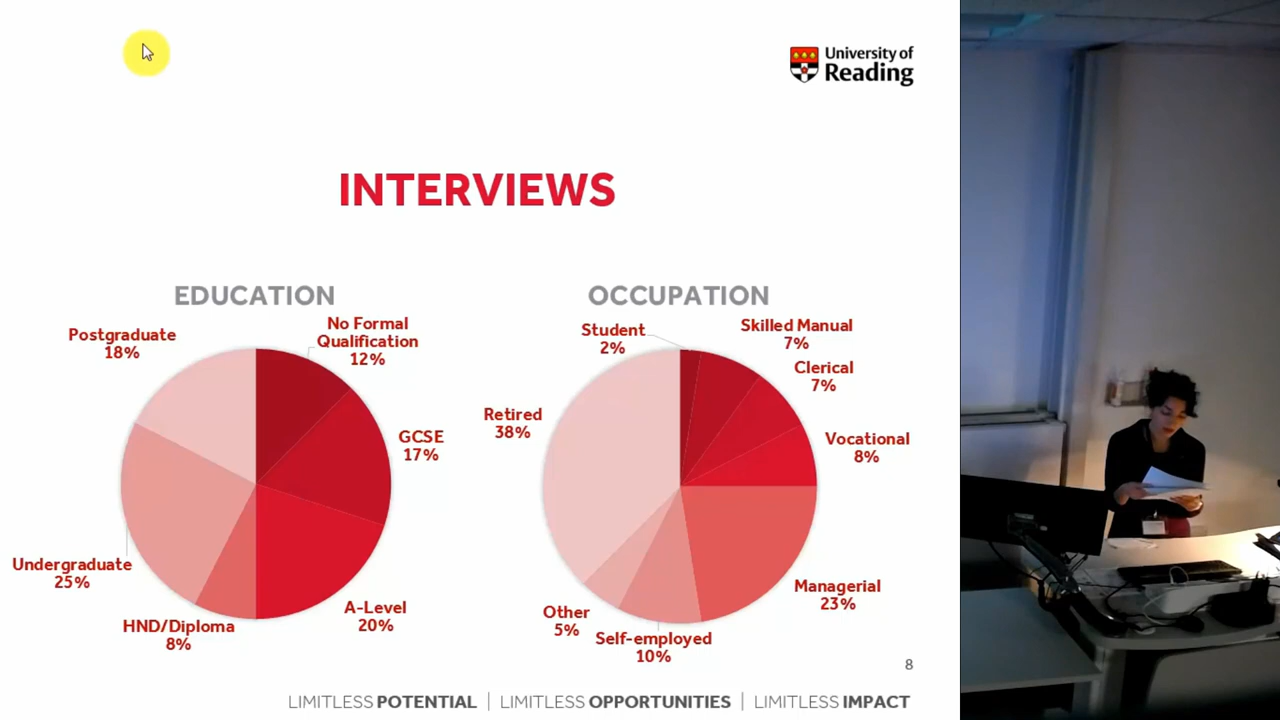 University of
Reading
INTERVIEWS
EDUCATION
No Formal
Qualification
12%
Postgraduate
18%
GCSE
17%
Undergraduate
25%
A-Level
20%
HND/Diploma
8%
OCCUPATION
Student
2%
Skilled Manual
7%
Clerical
7%
Retired
38%
Vocational
8%
Managerial
23%
Other
5%
Self-employed
10%
8
LIMITLESS POTENTIAL | LIMITLESS OPPORTUNITIES | LIMITLESS IMPACT